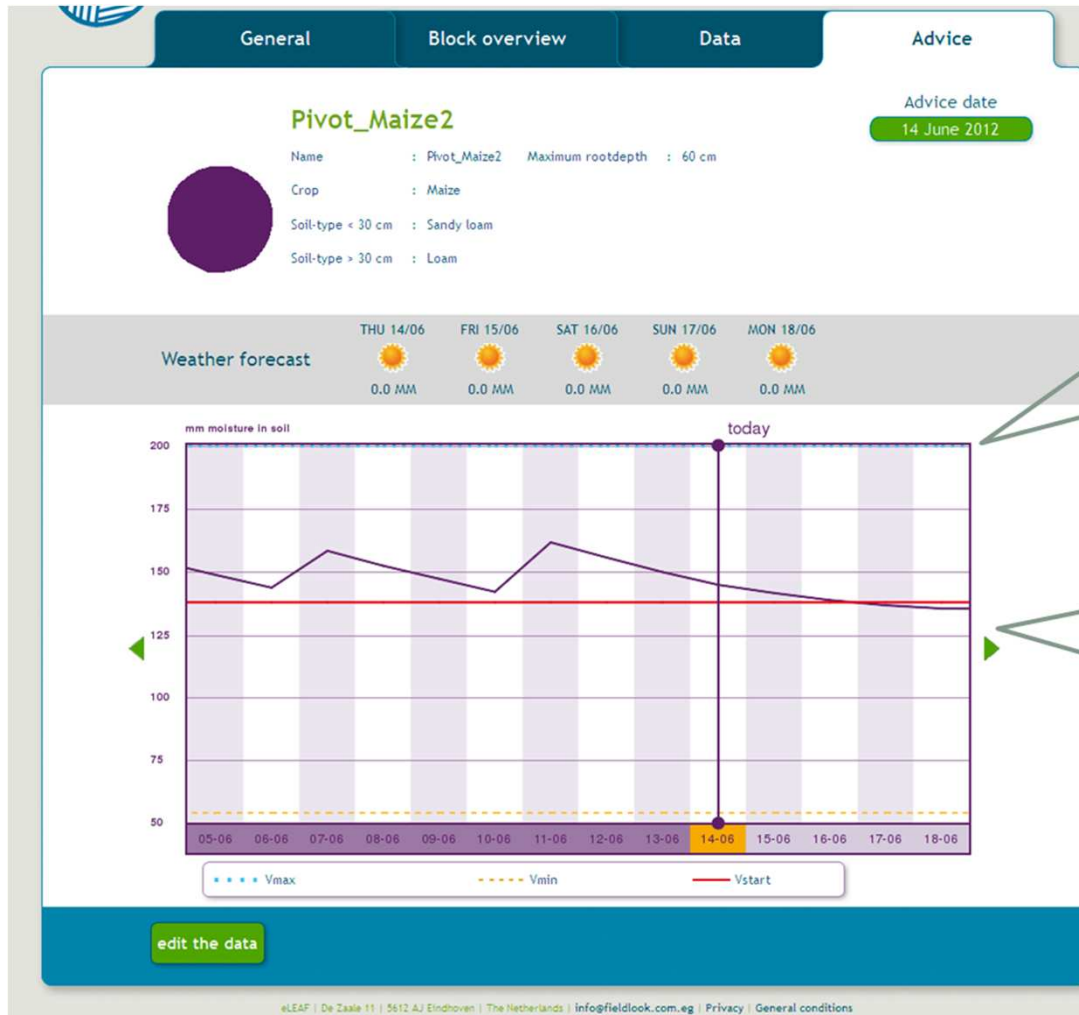 General Block overview Data Advice
Advice date
14 June 2012
Pivot_Maize2
Name : Pivot_Maize2 Maximum rootdepth : 60 cm
Crop : Maize
Soil-type < 30 cm : Sandy loam
Soil-type > 30 cm : Loam
THU 14/06 FRI 15/06 SAT 16/06 SUN 17/06 MON 18/06
Weather forecast
0.0 MM 0.0 MM 0.0 MM 0.0 MM 0.0 MM
mm moisture in soil today
200
175
150
125
100
75
50
05-06 06-06 07-06 08-06 09-06 10-06 11-06 12-06 13-06 14-06 15-06 16-06 17-06 18-06
Vmax Vmin Vstart
edit the data
eLEAF | De Zaale 11 | 5612 AJ Eindhoven | The Netherlands | info@fieldlook.com.eg | Privacy | General conditions